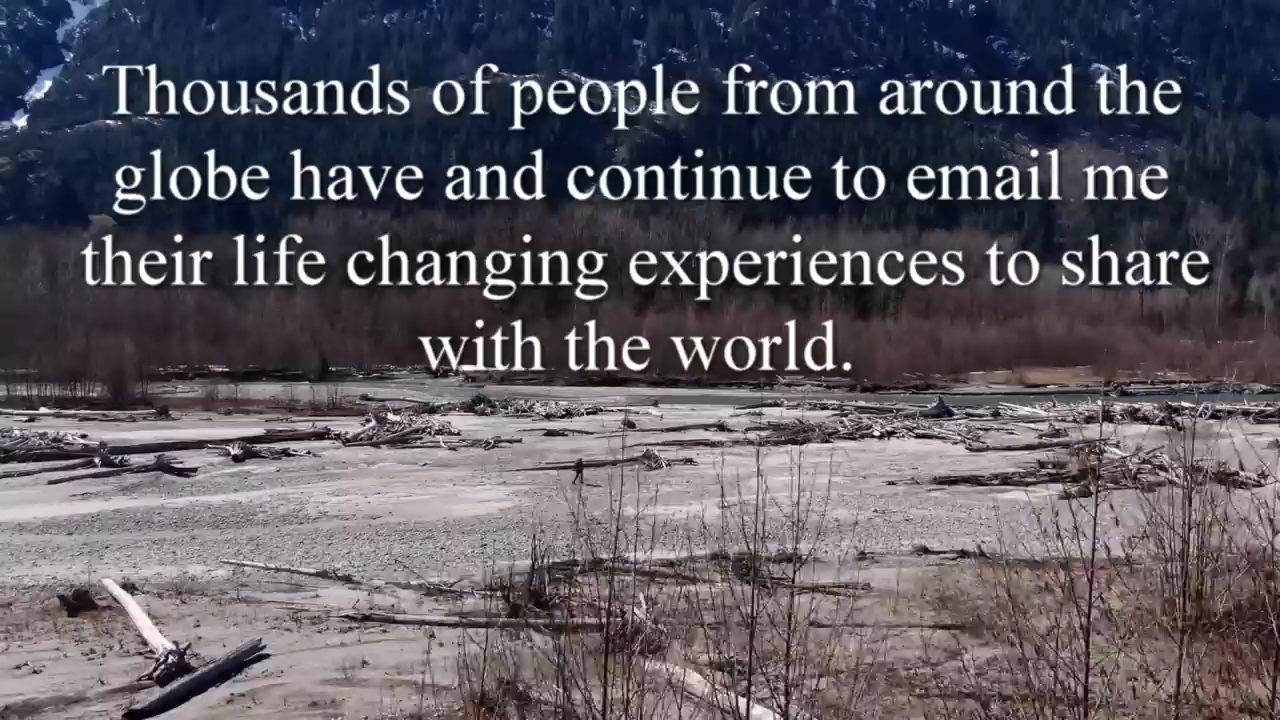 Thousands of people from around the
globe have and continue to email me
their life changing experiences to share
with the world.